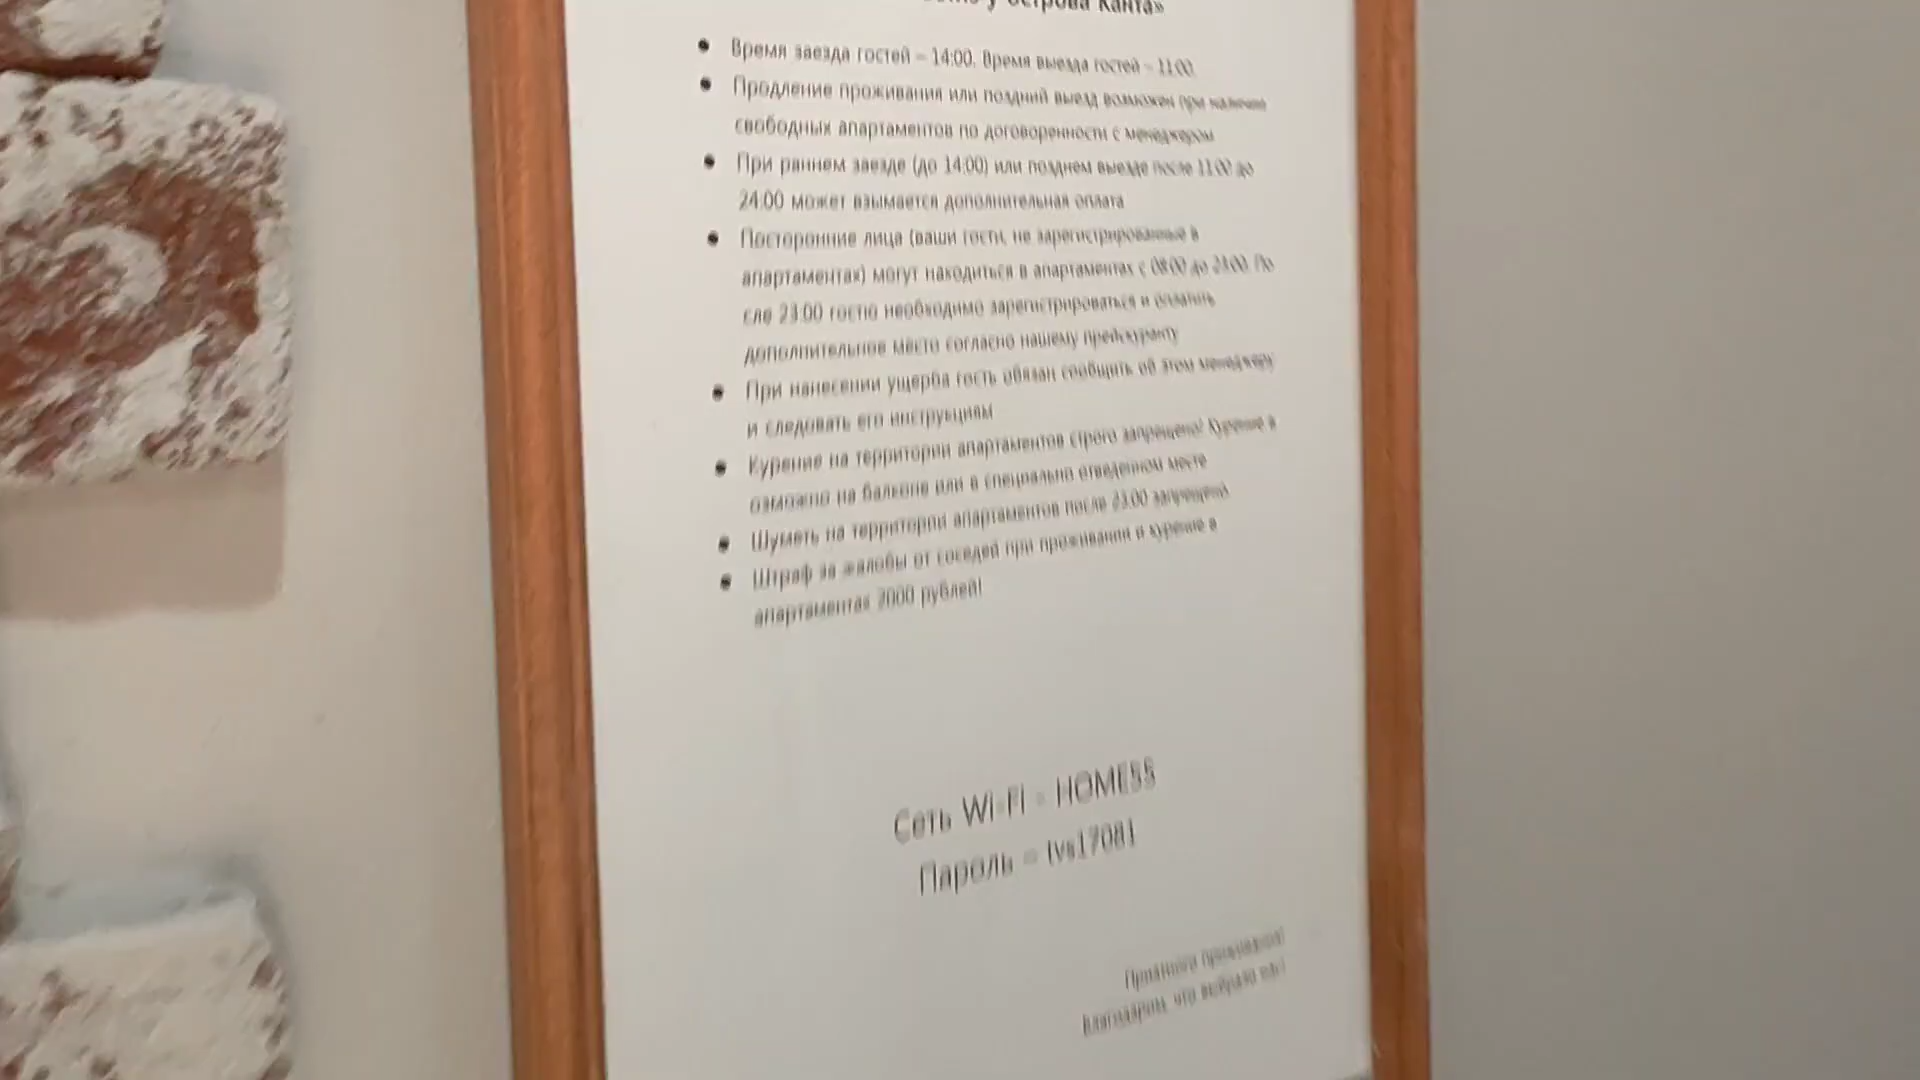 у острова Канта»
● Время заезда гостей – 14:00. Время выезда гостей – 11:00.
● Продление проживания или поздний выезд возможен при наличии
свободных апартаментов по договоренности с менеджером
● При раннем заезде (до 14:00) или позднем выезде после 11:00 до
24:00 может взымается дополнительная оплата
● Посторонние лица (ваши гости, не зарегистрированные в
апартаментах) могут находиться в апартаментах с 08:00 до 23:00. По
сле 23:00 гостю необходимо зарегистрироваться и оплатить
дополнительное место согласно нашему прейскуранту
● При нанесении ущерба гость обязан сообщить об этом менеджеру
и следовать его инструкциям
● Курение на территории апартаментов строго запрещено! Курение в
озможно на балконе или в специально отведенном месте
● Шуметь на территории апартаментов после 23:00 запрещено.
● Штраф за жалобы от соседей при проживании и курение в
апартаментах 2000 рублей!
Сеть Wi-Fi - HOME55
Пароль – lvs17081
Приятного проживания!
Благодарим, что выбрали нас!